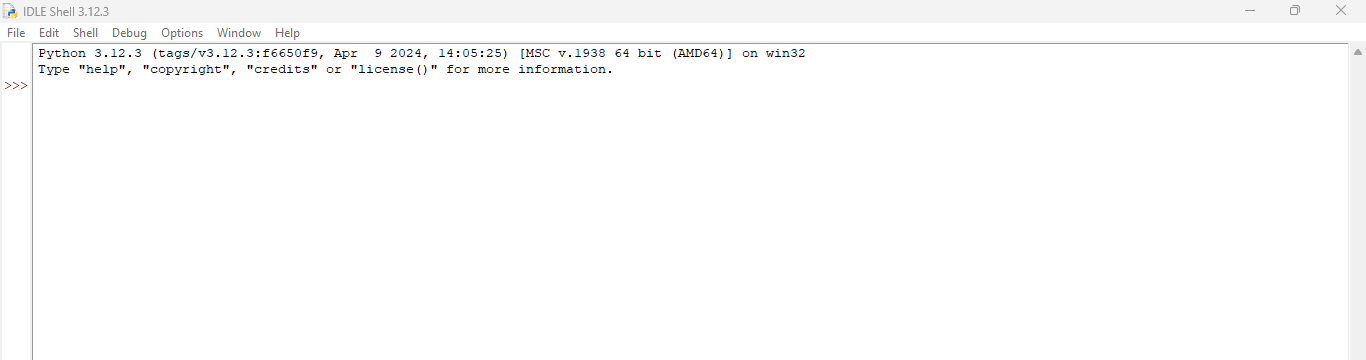 IDLE Shell 3.12.3
File Edit Shell Debug Options Window Help
Python 3.12.3 (tags/v3.12.3:f6650f9, Apr  9 2024, 14:05:25) [MSC v.1938 64 bit (AMD64)] on win32
Type "help", "copyright", "credits" or "license()" for more information.
>>>